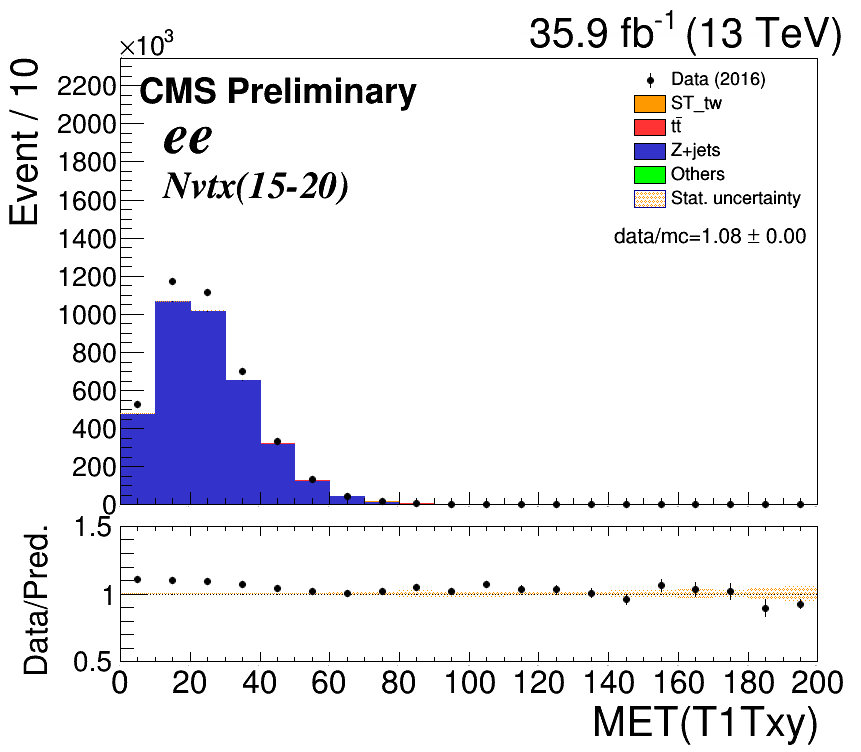 35.9 fb⁻¹ (13 TeV)
×10³
Event / 10
CMS Preliminary
ee
Nvtx(15-20)
Data (2016)
ST_tw
tt̄
Z+jets
Others
Stat. uncertainty
data/mc=1.08 ± 0.00
2200
2000
1800
1600
1400
1200
1000
800
600
400
200
0
Data/Pred.
1.5
1
0.5
0 20 40 60 80 100 120 140 160 180 200
MET(T1Txy)